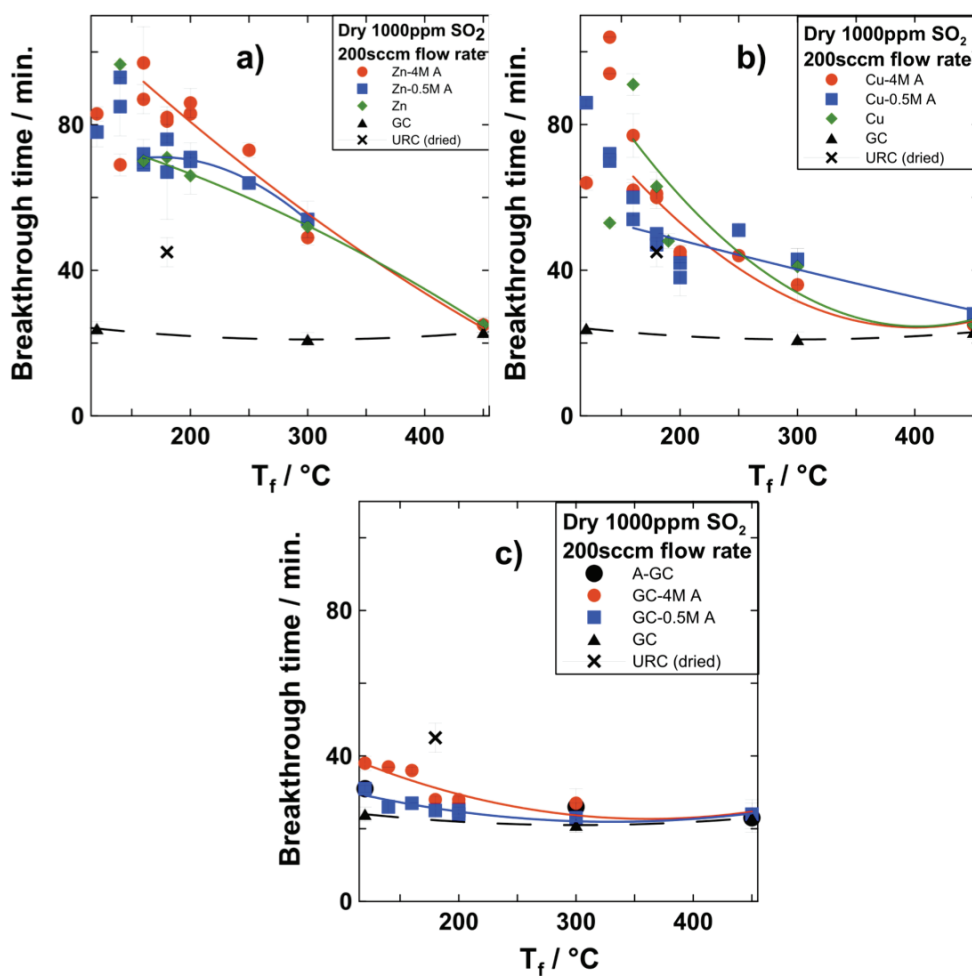 a)
Dry 1000ppm SO2
200sccm flow rate
Zn-4M A
Zn-0.5M A
Zn
GC
URC (dried)
Breakthrough time / min.
80
40
0
200
300
400
Tf / °C
b)
Dry 1000ppm SO2
200sccm flow rate
Cu-4M A
Cu-0.5M A
Cu
GC
URC (dried)
Breakthrough time / min.
80
40
0
200
300
400
Tf / °C
c)
Dry 1000ppm SO2
200sccm flow rate
A-GC
GC-4M A
GC-0.5M A
GC
URC (dried)
Breakthrough time / min.
80
40
0
200
300
400
Tf / °C